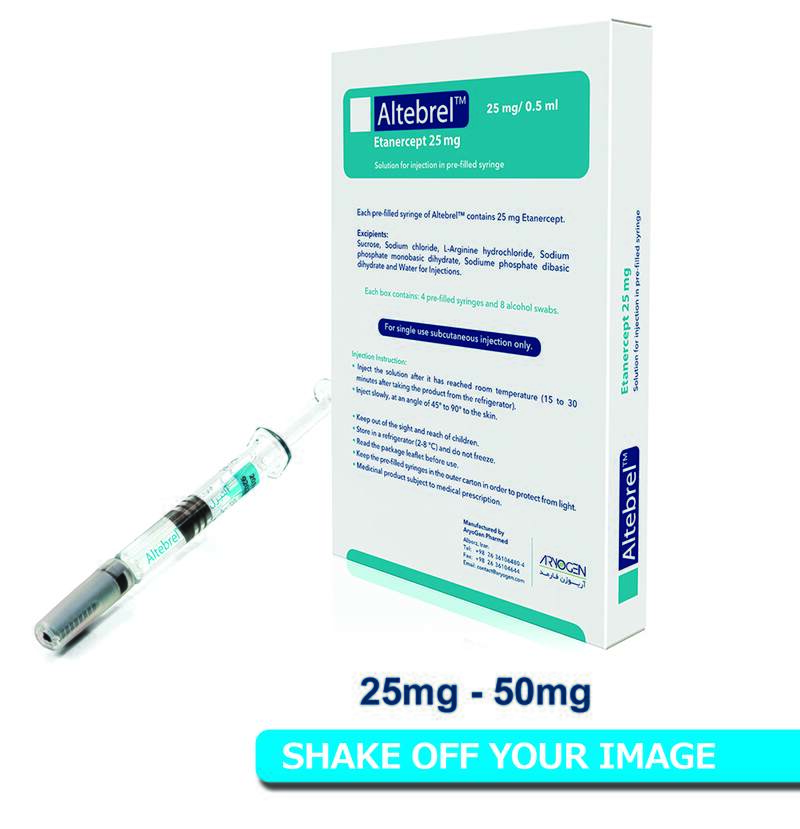 Altebrel™
25 mg/ 0.5 ml
Etanercept 25 mg
Solution for injection in pre-filled syringe
Each pre-filled syringe of Altebrel™ contains 25 mg Etanercept.
Excipients:
Sucrose, Sodium chloride, L-Arginine hydrochloride, Sodium
phosphate monobasic dihydrate, Sodiume phosphate dibasic
dihydrate and Water for Injections.
Each box contains: 4 pre-filled syringes and 8 alcohol swabs.
For single use subcutaneous injection only.
Injection Instruction:
* Inject the solution after it has reached room temperature (15 to 30
minutes after taking the product from the refrigerator).
* Inject slowly, at an angle of 45° to 90° to the skin.
* Keep out of the sight and reach of children.
* Store in a refrigerator (2-8 °C) and do not freeze.
* Read the package leaflet before use.
* Keep the pre-filled syringes in the outer carton in order to protect from light.
* Medicinal product subject to medical prescription.
Manufactured by
AryoGen Pharmed
Alborz, Iran.
Tel: +98 26 36106480-4
Fax: +98 26 36104644
Email: contact@aryogen.com
ARYOGEN
آریوژن فارمد
Altebrel™
Etanercept 25 mg
Solution for injection in pre-filled syringe
Altebrel
25mg - 50mg
SHAKE OFF YOUR IMAGE